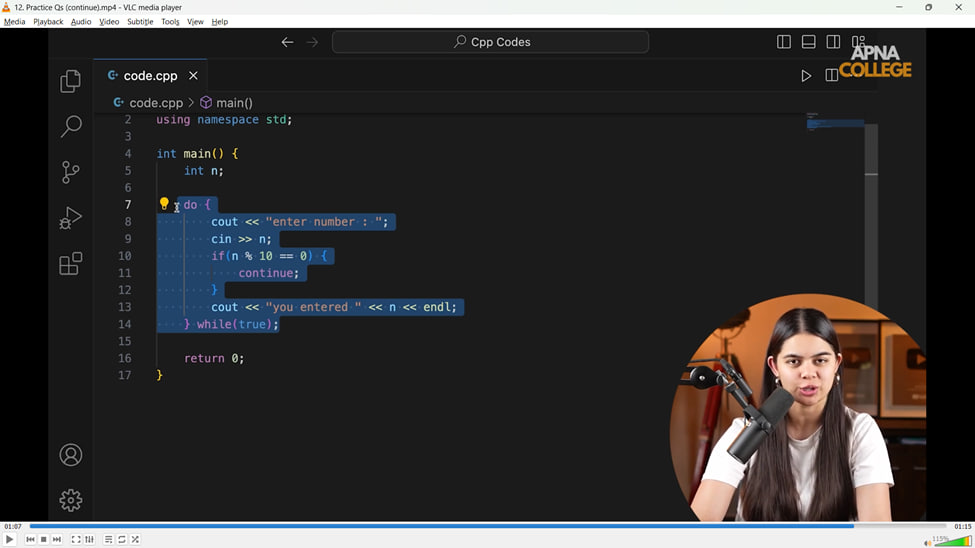 12. Practice Qs (continue).mp4 - VLC media player
Media Playback Audio Video Subtitle Tools View Help
Cpp Codes
APNA
COLLEGE
code.cpp
code.cpp > main()
2 using namespace std;
3
4 int main() {
5 int n;
6
7 do {
8 cout << "enter number : ";
9 cin >> n;
10 if(n % 10 == 0) {
11 continue;
12 }
13 cout << "you entered " << n << endl;
14 } while(true);
15
16 return 0;
17 }
01:07
01:15
115%